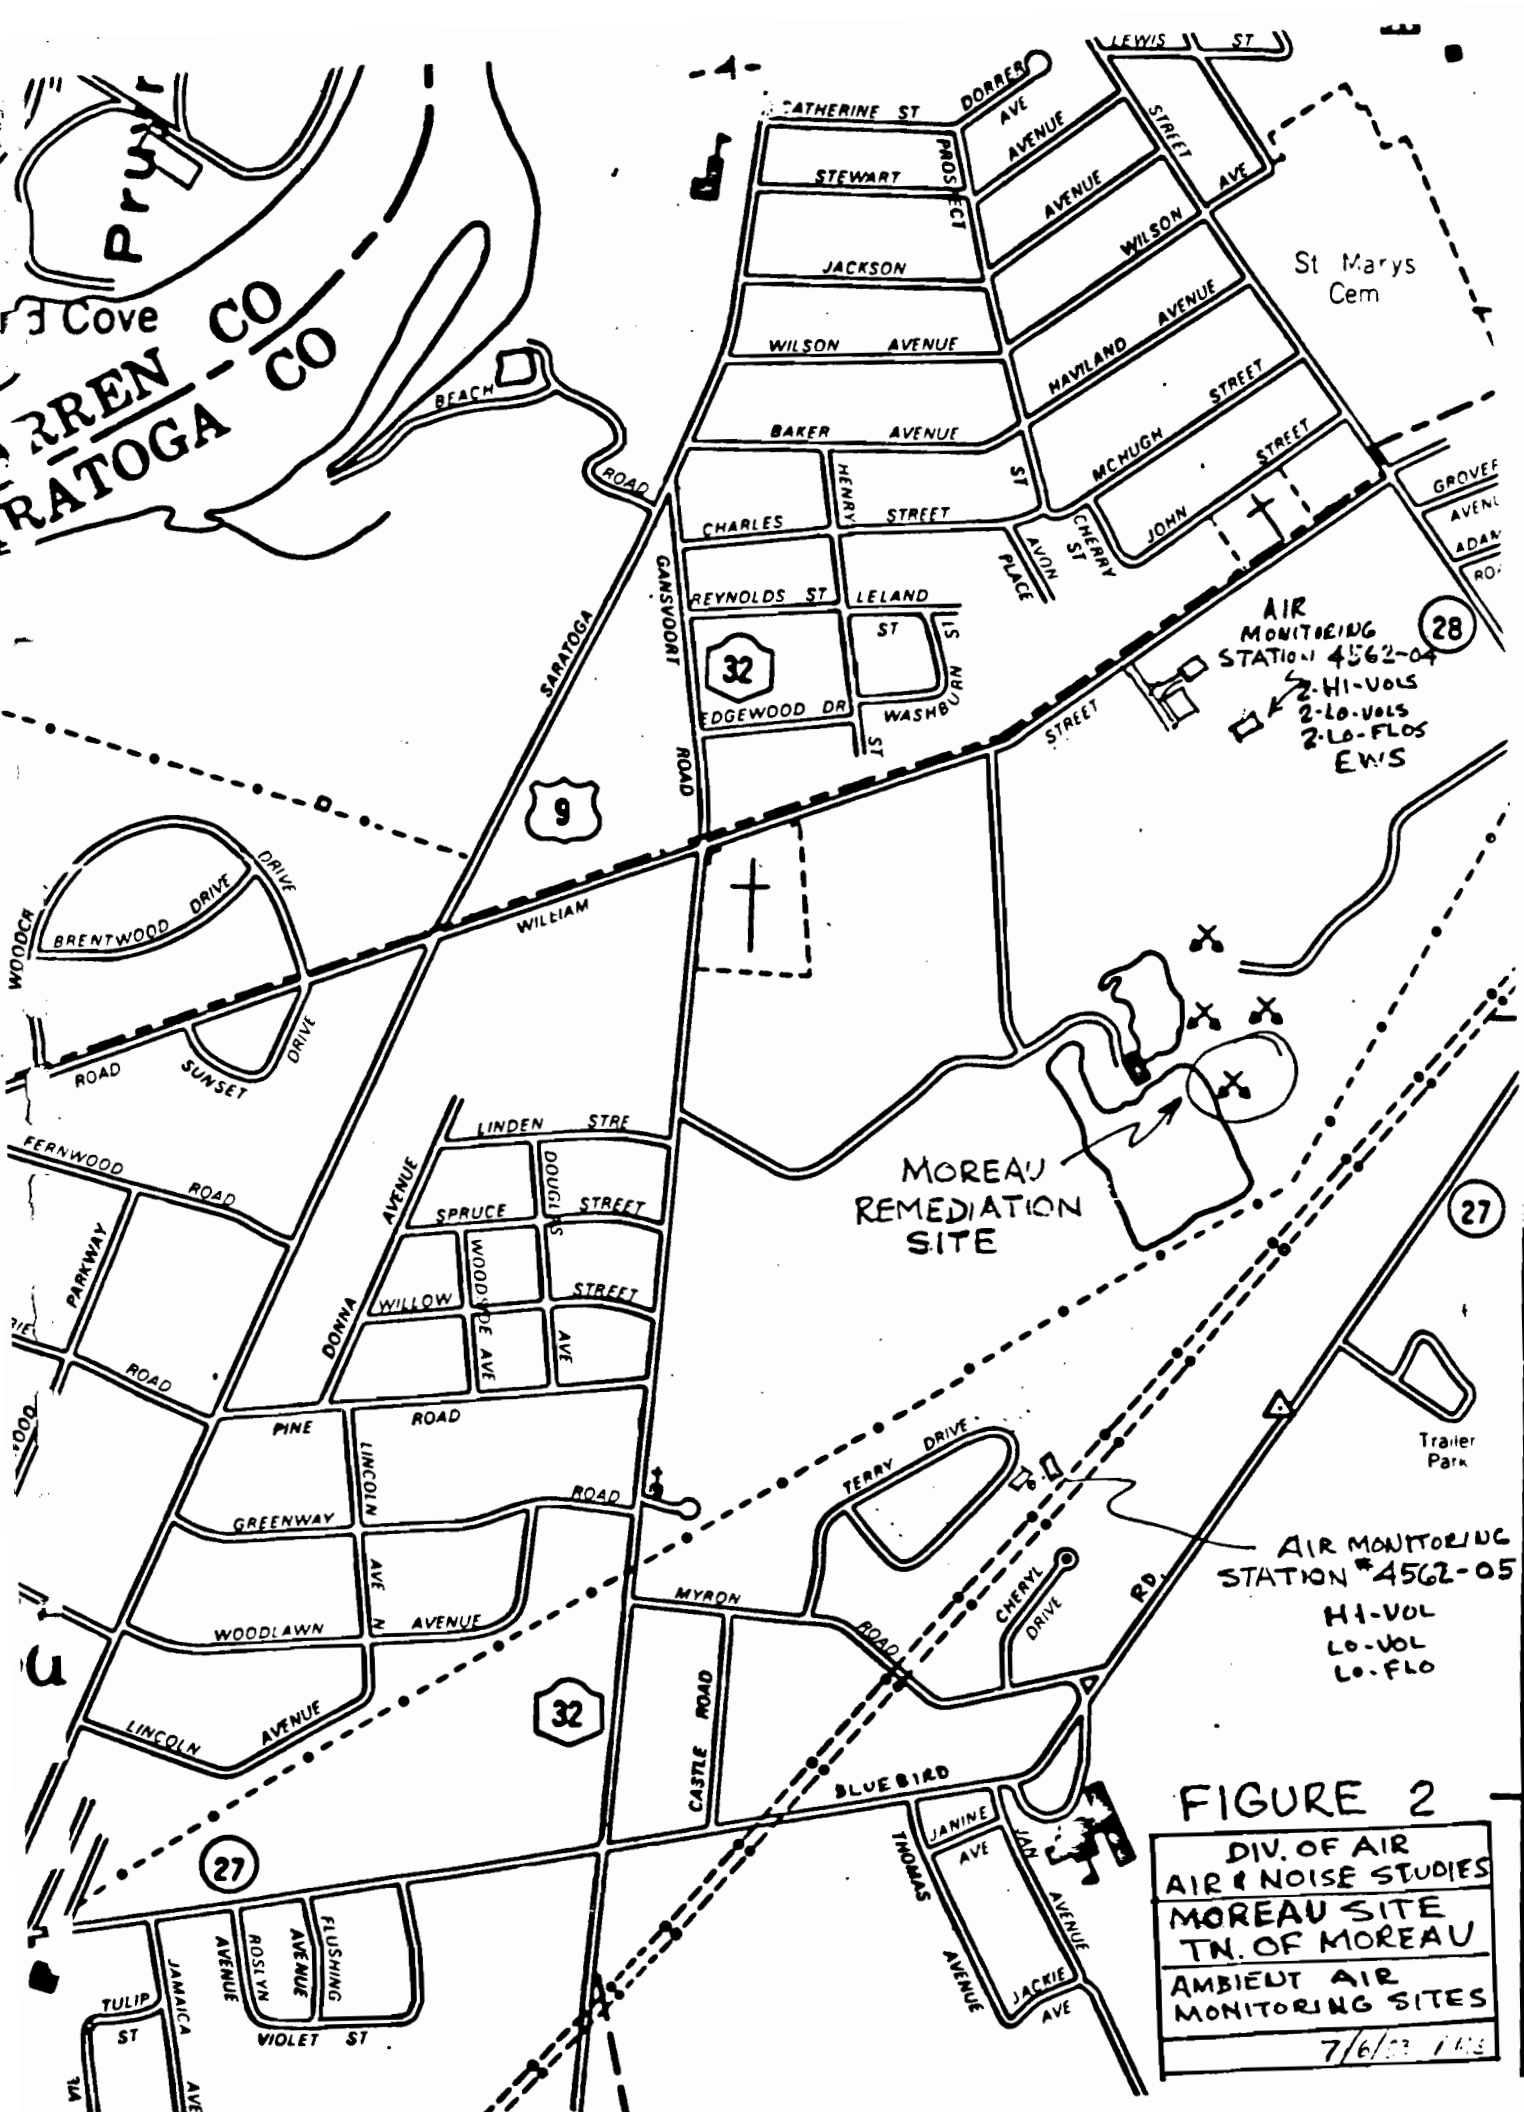 -4-
LEWIS ST
DORRER
AVE
CATHERINE ST
AVENUE
STREET
PROSPECT
STEWART
AVENUE
AVE
WILSON
JACKSON
St Marys
Cem
Cove
CO
CO
WILSON AVENUE
HAVILAND AVENUE
BEACH
ROAD
BAKER AVENUE
STREET
MCHUGH
STREET
HENRY
ST
CHARLES STREET
JOHN
CHERRY
ST
AVON
PLACE
GANSVOORT
REYNOLDS ST
LELAND
ST
WASHBURN
ST
32
EDGEWOOD DR
ST
SARATOGA
ROAD
STREET
28
AIR
MONITORING
STATION 4562-04
2-HI-VOLS
2-LO-VOLS
2-LO-FLOS
EWS
9
DRIVE
BRENTWOOD DRIVE
WILLIAM
ROAD
SUNSET
DRIVE
LINDEN STRE
FERNWOOD
ROAD
AVENUE
DOUGLAS
SPRUCE STREET
MOREAU
REMEDIATION
SITE
27
PARKWAY
WOODSIDE AVE
WILLOW STREET
DONNA
AVE
ROAD
PINE ROAD
LINCOLN
Trailer
Park
TERRY DRIVE
GREENWAY ROAD
AIR MONITORING
STATION #4562-05
HI-VOL
LO-VOL
LO-FLO
CHERYL
DRIVE
RD.
AVE N
MYRON
ROAD
WOODLAWN AVENUE
32
CASTLE ROAD
LINCOLN AVENUE
BLUEBIRD
27
JANINE
AVE
JAN
AVENUE
THOMAS
AVENUE
JACKIE
AVE
JAMAICA
AVE
ROSLYN
AVENUE
FLUSHING
AVENUE
TULIP
ST
VIOLET ST
FIGURE 2
DIV. OF AIR
AIR & NOISE STUDIES
MOREAU SITE
TN. OF MOREAU
AMBIENT AIR
MONITORING SITES